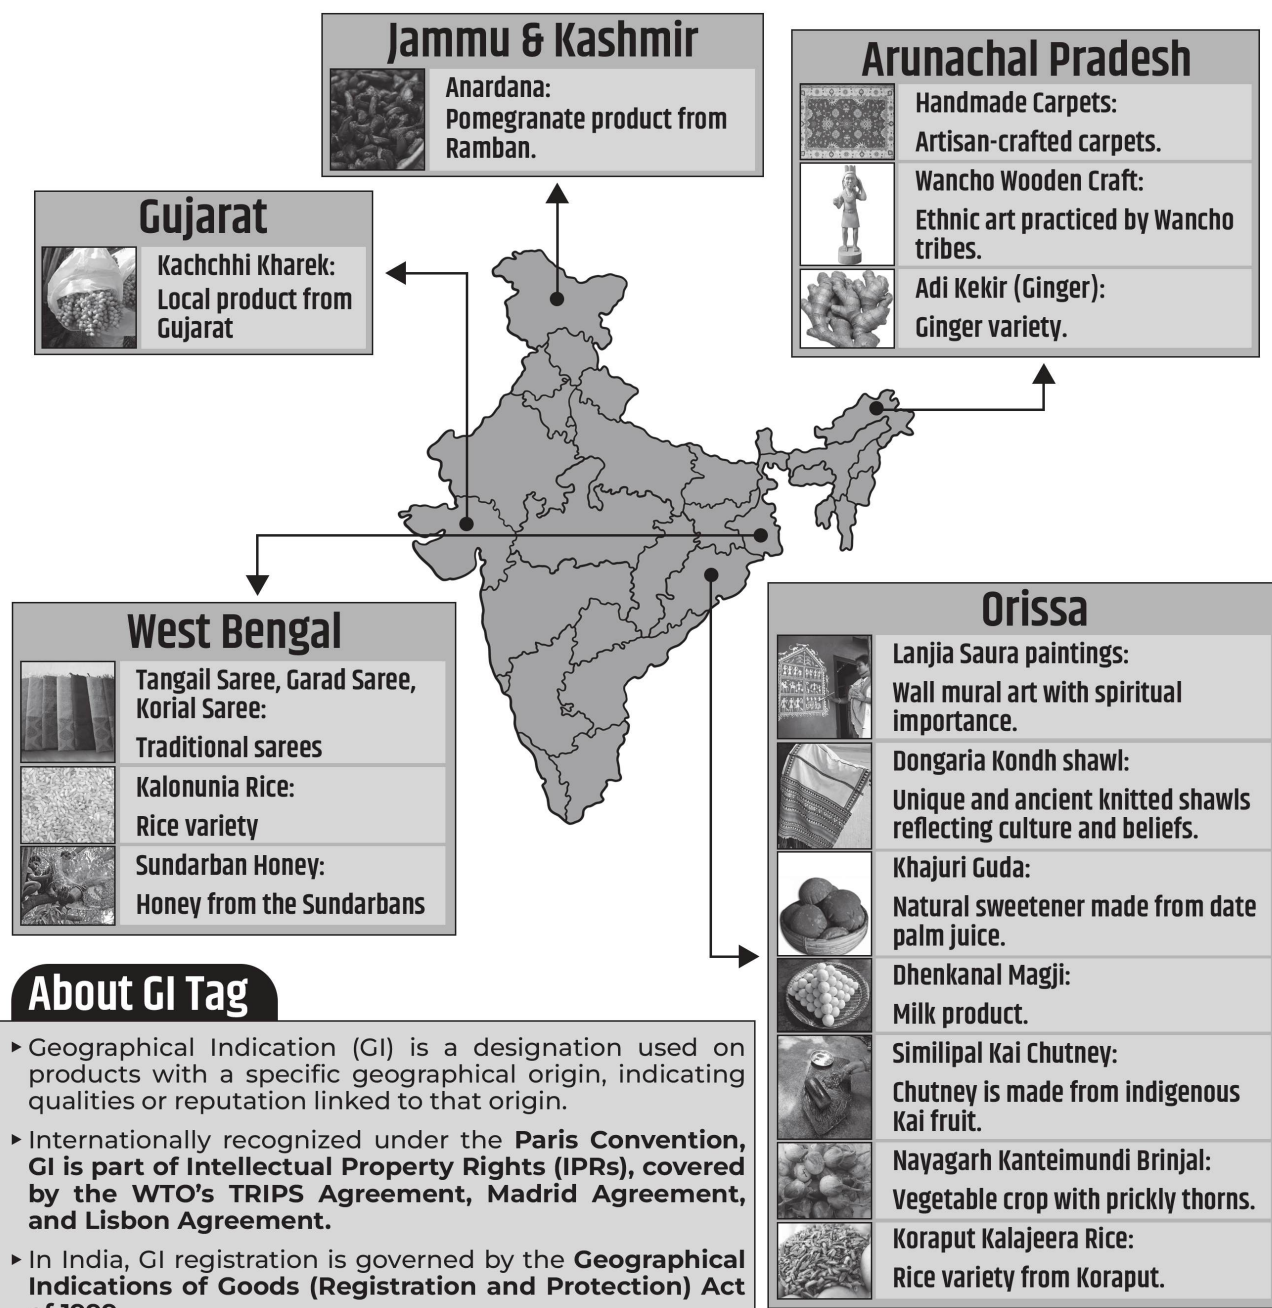 Jammu & Kashmir
Anardana:
Pomegranate product from
Ramban.
Arunachal Pradesh
Handmade Carpets:
Artisan-crafted carpets.
Wancho Wooden Craft:
Ethnic art practiced by Wancho
tribes.
Adi Kekir (Ginger):
Ginger variety.
Gujarat
Kachchhi Kharek:
Local product from
Gujarat
West Bengal
Tangail Saree, Garad Saree,
Korial Saree:
Traditional sarees
Kalonunia Rice:
Rice variety
Sundarban Honey:
Honey from the Sundarbans
Orissa
Lanjia Saura paintings:
Wall mural art with spiritual
importance.
Dongaria Kondh shawl:
Unique and ancient knitted shawls
reflecting culture and beliefs.
Khajuri Guda:
Natural sweetener made from date
palm juice.
Dhenkanal Magji:
Milk product.
Similipal Kai Chutney:
Chutney is made from indigenous
Kai fruit.
Nayagarh Kanteimundi Brinjal:
Vegetable crop with prickly thorns.
Koraput Kalajeera Rice:
Rice variety from Koraput.
About GI Tag
▸ Geographical Indication (GI) is a designation used on
products with a specific geographical origin, indicating
qualities or reputation linked to that origin.
▸ Internationally recognized under the Paris Convention,
GI is part of Intellectual Property Rights (IPRs), covered
by the WTO's TRIPS Agreement, Madrid Agreement,
and Lisbon Agreement.
▸ In India, GI registration is governed by the Geographical
Indications of Goods (Registration and Protection) Act